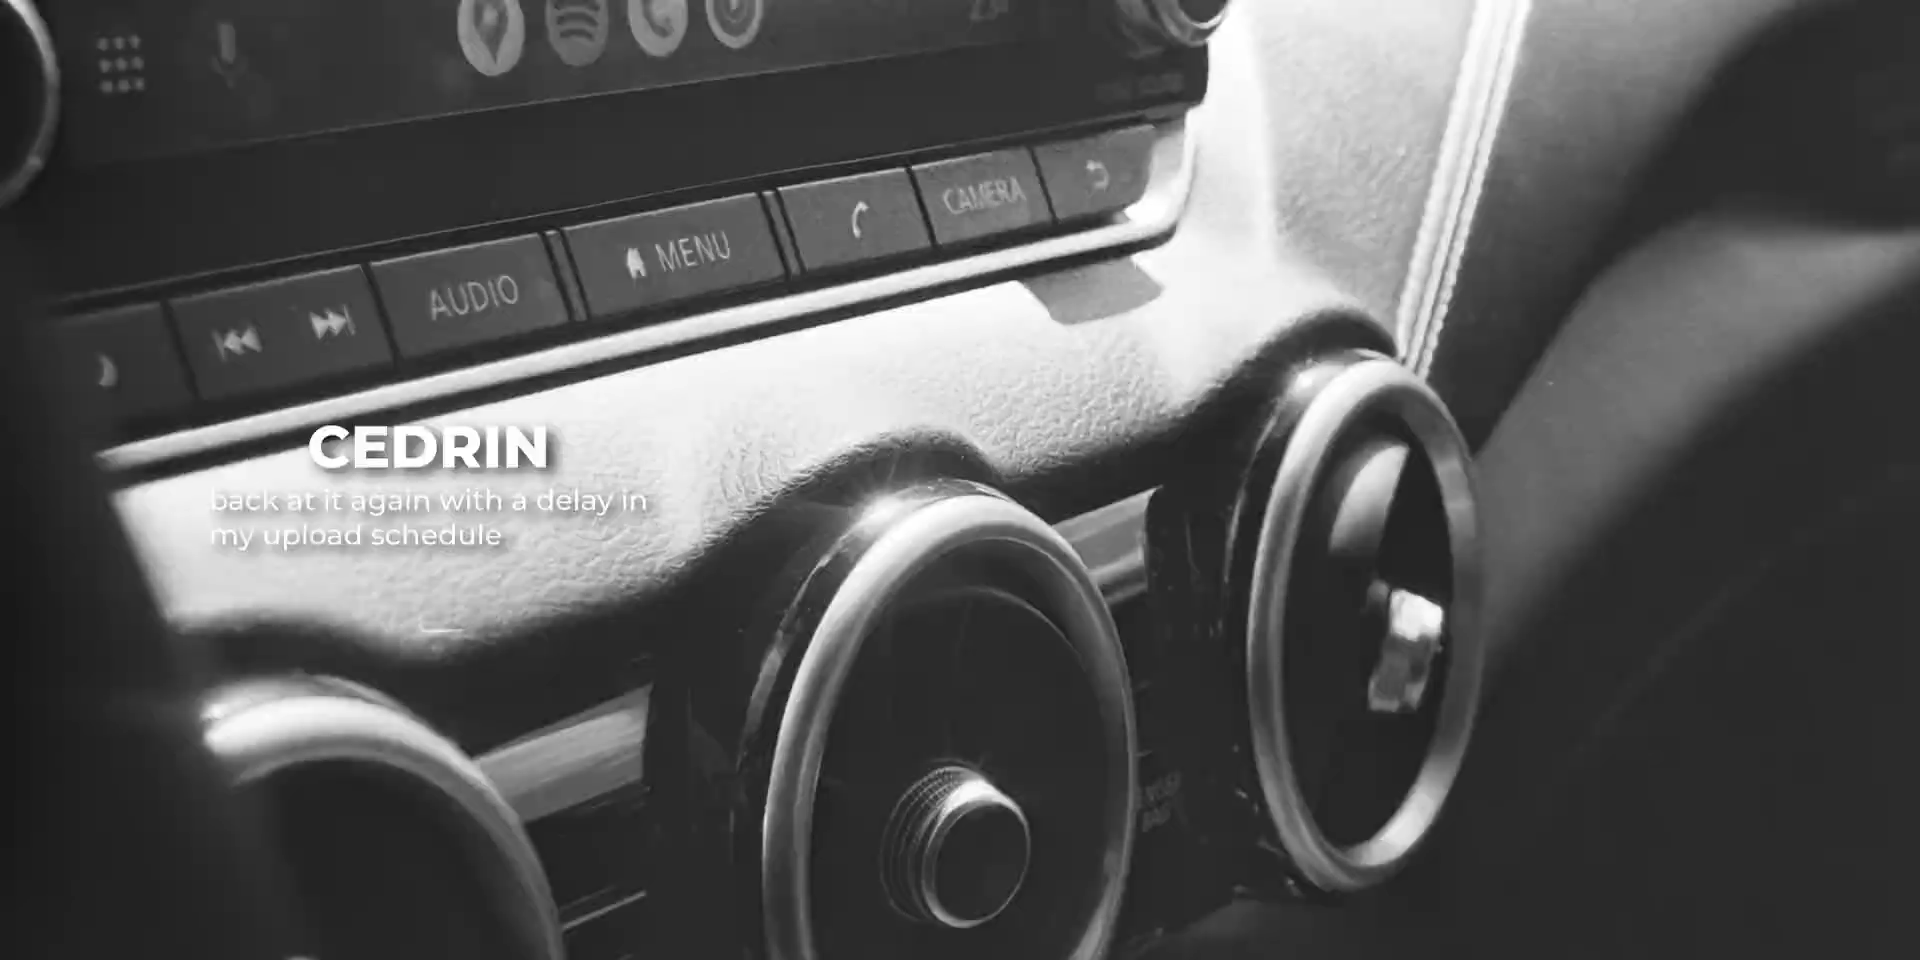 CAMERA
MENU
AUDIO
CEDRIN
back at it again with a delay in
my upload schedule